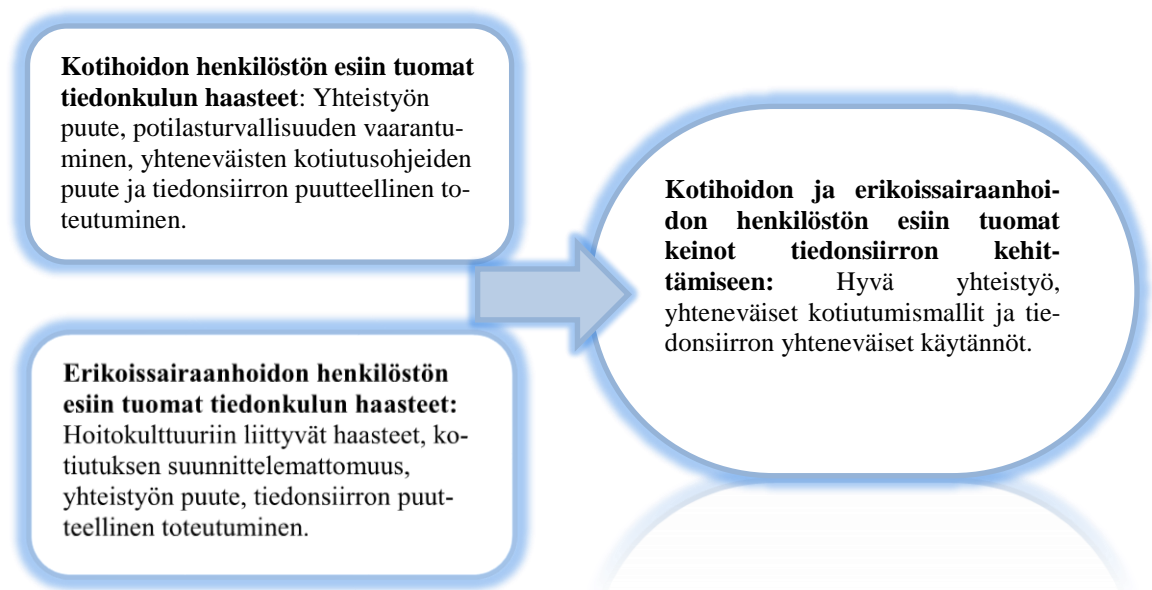 Kotihoidon henkilöstön esiin tuomat
tiedonkulun haasteet: Yhteistyön
puute, potilasturvallisuuden vaarantu-
minen, yhteneväisten kotiutusohjeiden
puute ja tiedonsiirron puutteellinen to-
teutuminen.
Erikoissairaanhoidon henkilöstön
esiin tuomat tiedonkulun haasteet:
Hoitokulttuuriin liittyvät haasteet, ko-
tiutuksen suunnittelemattomuus,
yhteistyön puute, tiedonsiirron puut-
teellinen toteutuminen.
Kotihoidon ja erikoissairaanhoi-
don henkilöstön esiin tuomat
keinot tiedonsiirron kehit-
tämiseen: Hyvä yhteistyö,
yhteneväiset kotiutumismallit ja tie-
donsiirron yhteneväiset käytännöt.